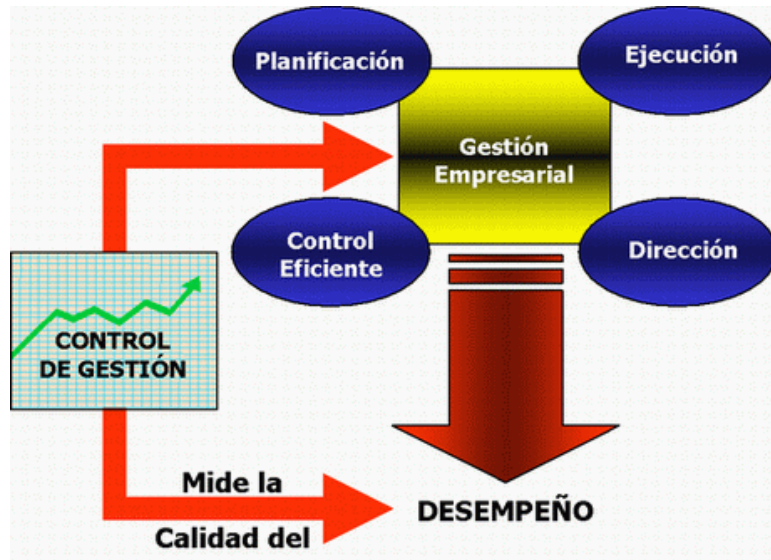 Planificación
Ejecución
Gestión
Empresarial
Control
Eficiente
Dirección
CONTROL
DE GESTIÓN
Mide la
Calidad del
DESEMPEÑO